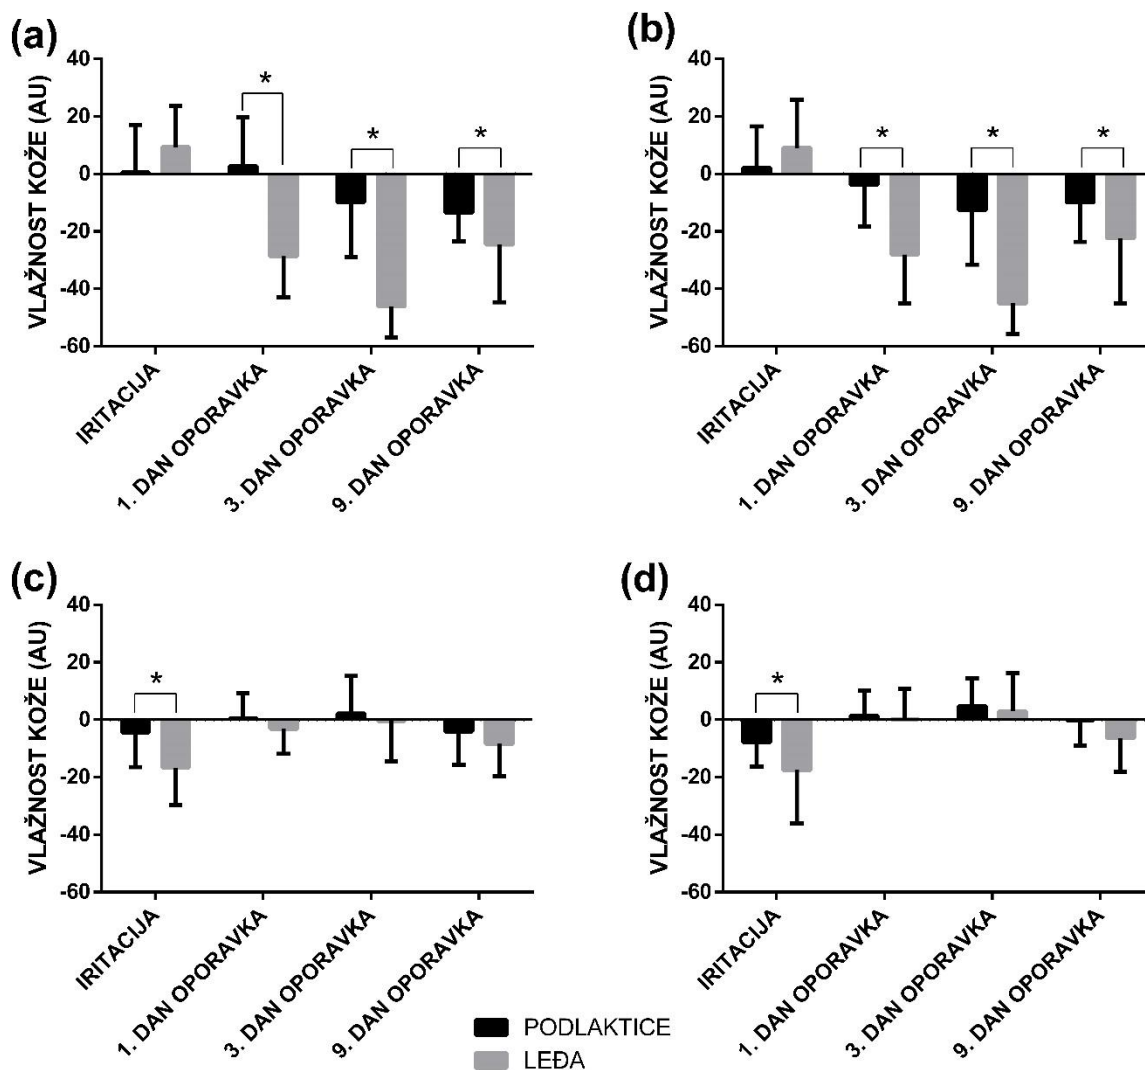 (a)
VLAŽNOST KOŽE (AU)
40
20
0
-20
-40
-60
*
*
*
IRITACIJA
1. DAN OPORAVKA
3. DAN OPORAVKA
9. DAN OPORAVKA
(b)
VLAŽNOST KOŽE (AU)
40
20
0
-20
-40
-60
*
*
*
IRITACIJA
1. DAN OPORAVKA
3. DAN OPORAVKA
9. DAN OPORAVKA
(c)
VLAŽNOST KOŽE (AU)
40
20
0
-20
-40
-60
*
IRITACIJA
1. DAN OPORAVKA
3. DAN OPORAVKA
9. DAN OPORAVKA
(d)
VLAŽNOST KOŽE (AU)
40
20
0
-20
-40
-60
*
IRITACIJA
1. DAN OPORAVKA
3. DAN OPORAVKA
9. DAN OPORAVKA
PODLAKTICE
LEĐA